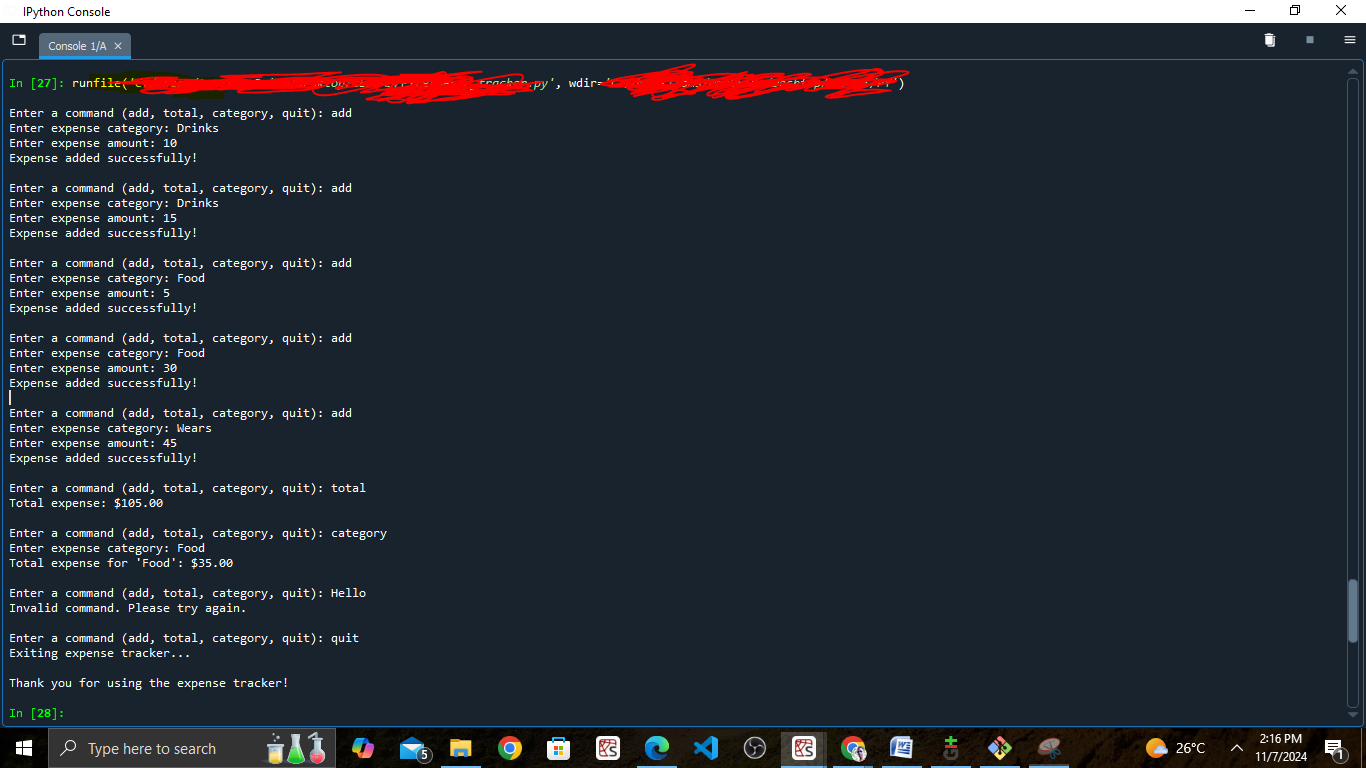 IPython Console
Console 1/A
In [27]: runfile(' tracker.py', wdir= ')
Enter a command (add, total, category, quit): add
Enter expense category: Drinks
Enter expense amount: 10
Expense added successfully!
Enter a command (add, total, category, quit): add
Enter expense category: Drinks
Enter expense amount: 15
Expense added successfully!
Enter a command (add, total, category, quit): add
Enter expense category: Food
Enter expense amount: 5
Expense added successfully!
Enter a command (add, total, category, quit): add
Enter expense category: Food
Enter expense amount: 30
Expense added successfully!
Enter a command (add, total, category, quit): add
Enter expense category: Wears
Enter expense amount: 45
Expense added successfully!
Enter a command (add, total, category, quit): total
Total expense: $105.00
Enter a command (add, total, category, quit): category
Enter expense category: Food
Total expense for 'Food': $35.00
Enter a command (add, total, category, quit): Hello
Invalid command. Please try again.
Enter a command (add, total, category, quit): quit
Exiting expense tracker...
Thank you for using the expense tracker!
In [28]:
Type here to search
5
26°C
2:16 PM
11/7/2024
1